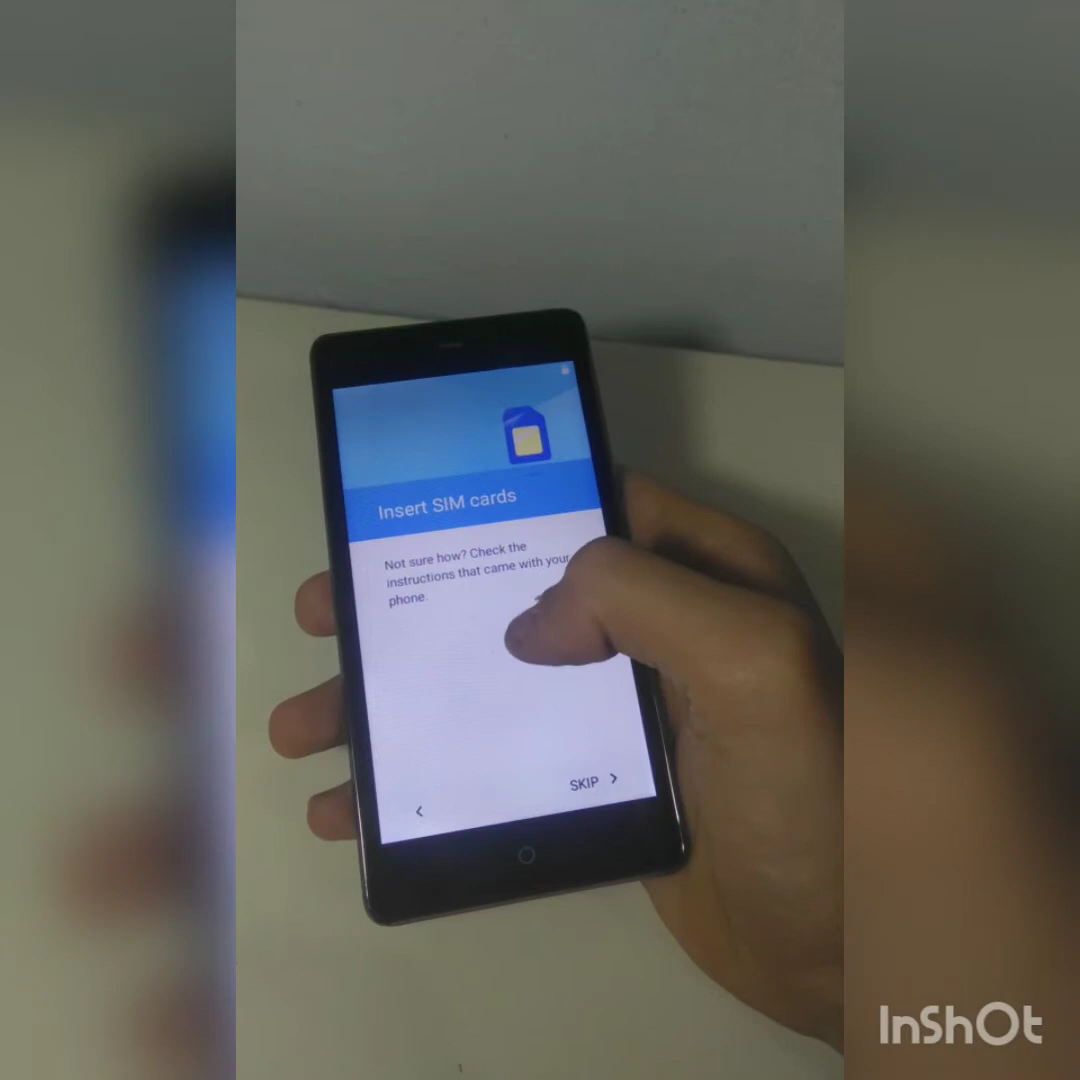 Insert SIM cards
Not sure how? Check the
instructions that came with your
phone.
SKIP
InShOt